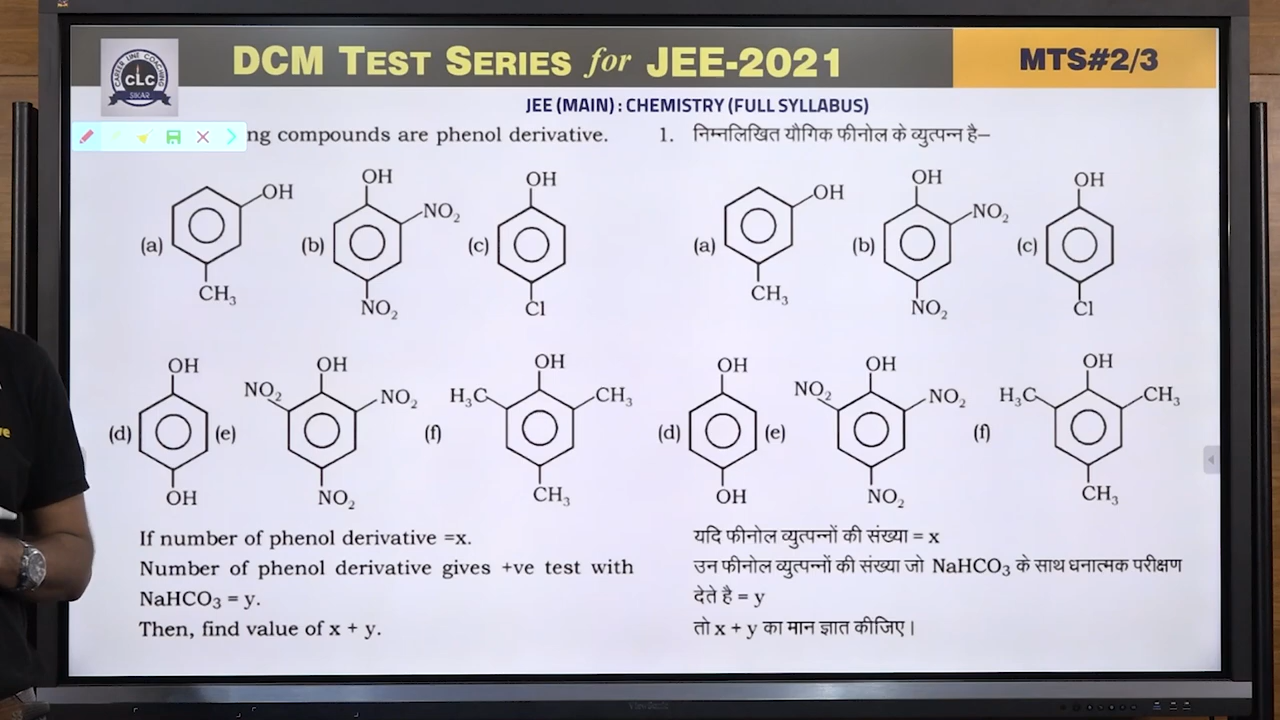 DCM TEST SERIES for JEE-2021
MTS#2/3
CAREER LINE COACHING
CLC
SIKAR
JEE (MAIN) : CHEMISTRY (FULL SYLLABUS)
ng compounds are phenol derivative.
(a)
OH
CH₃
(b)
OH
NO₂
NO₂
(c)
OH
Cl
(d)
OH
OH
(e)
OH
NO₂
NO₂
NO₂
(f)
OH
H₃C
CH₃
CH₃
If number of phenol derivative =x.
Number of phenol derivative gives +ve test with
NaHCO₃ = y.
Then, find value of x + y.
1. निम्नलिखित यौगिक फीनोल के व्युत्पन्न है–
(a)
OH
CH₃
(b)
OH
NO₂
NO₂
(c)
OH
Cl
(d)
OH
OH
(e)
OH
NO₂
NO₂
NO₂
(f)
OH
H₃C
CH₃
CH₃
यदि फीनोल व्युत्पन्नों की संख्या = x
उन फीनोल व्युत्पन्नों की संख्या जो NaHCO₃ के साथ धनात्मक परीक्षण
देते है = y
तो x + y का मान ज्ञात कीजिए।
ViewSonic